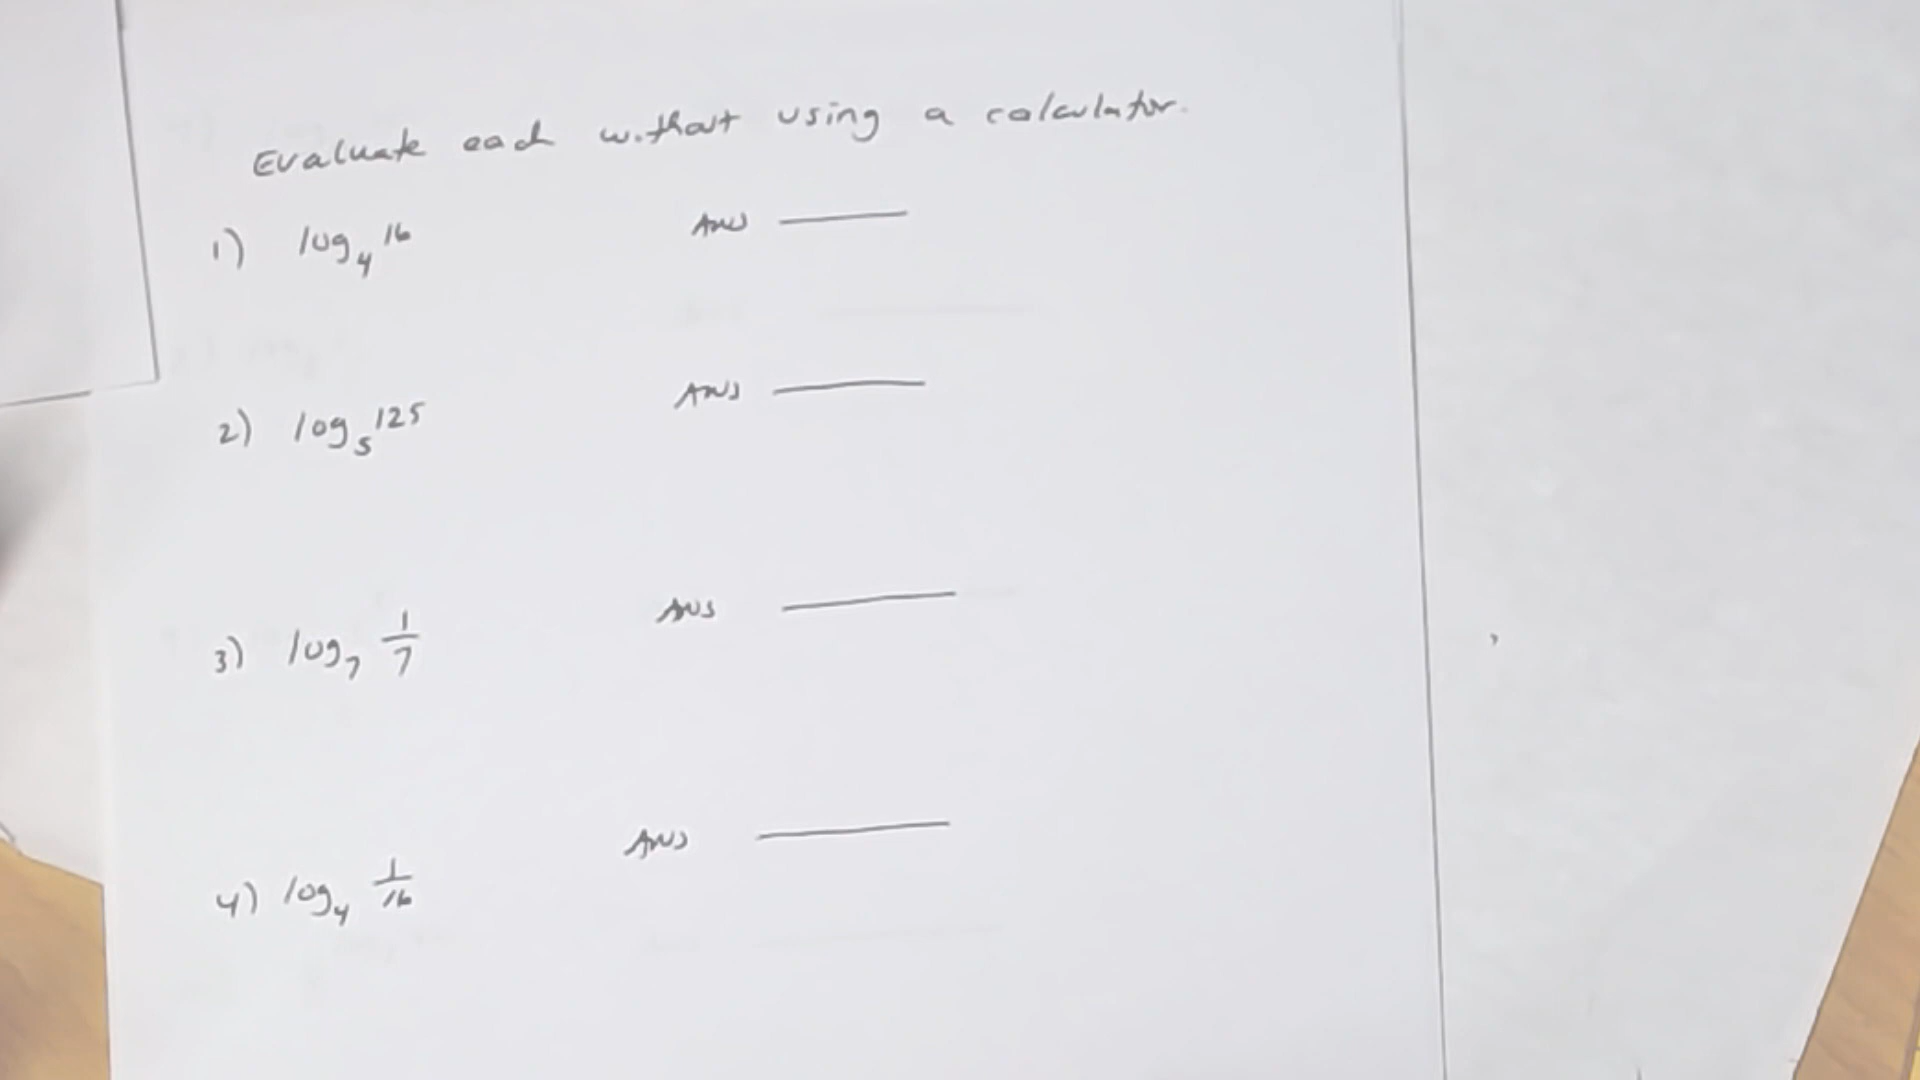 Evaluate each without using a calculator.
1) log₄ 16 Ans ____
2) log₅ 125 Ans ____
3) log₇ 1/7 Ans ____
4) log₄ 1/16 Ans ____